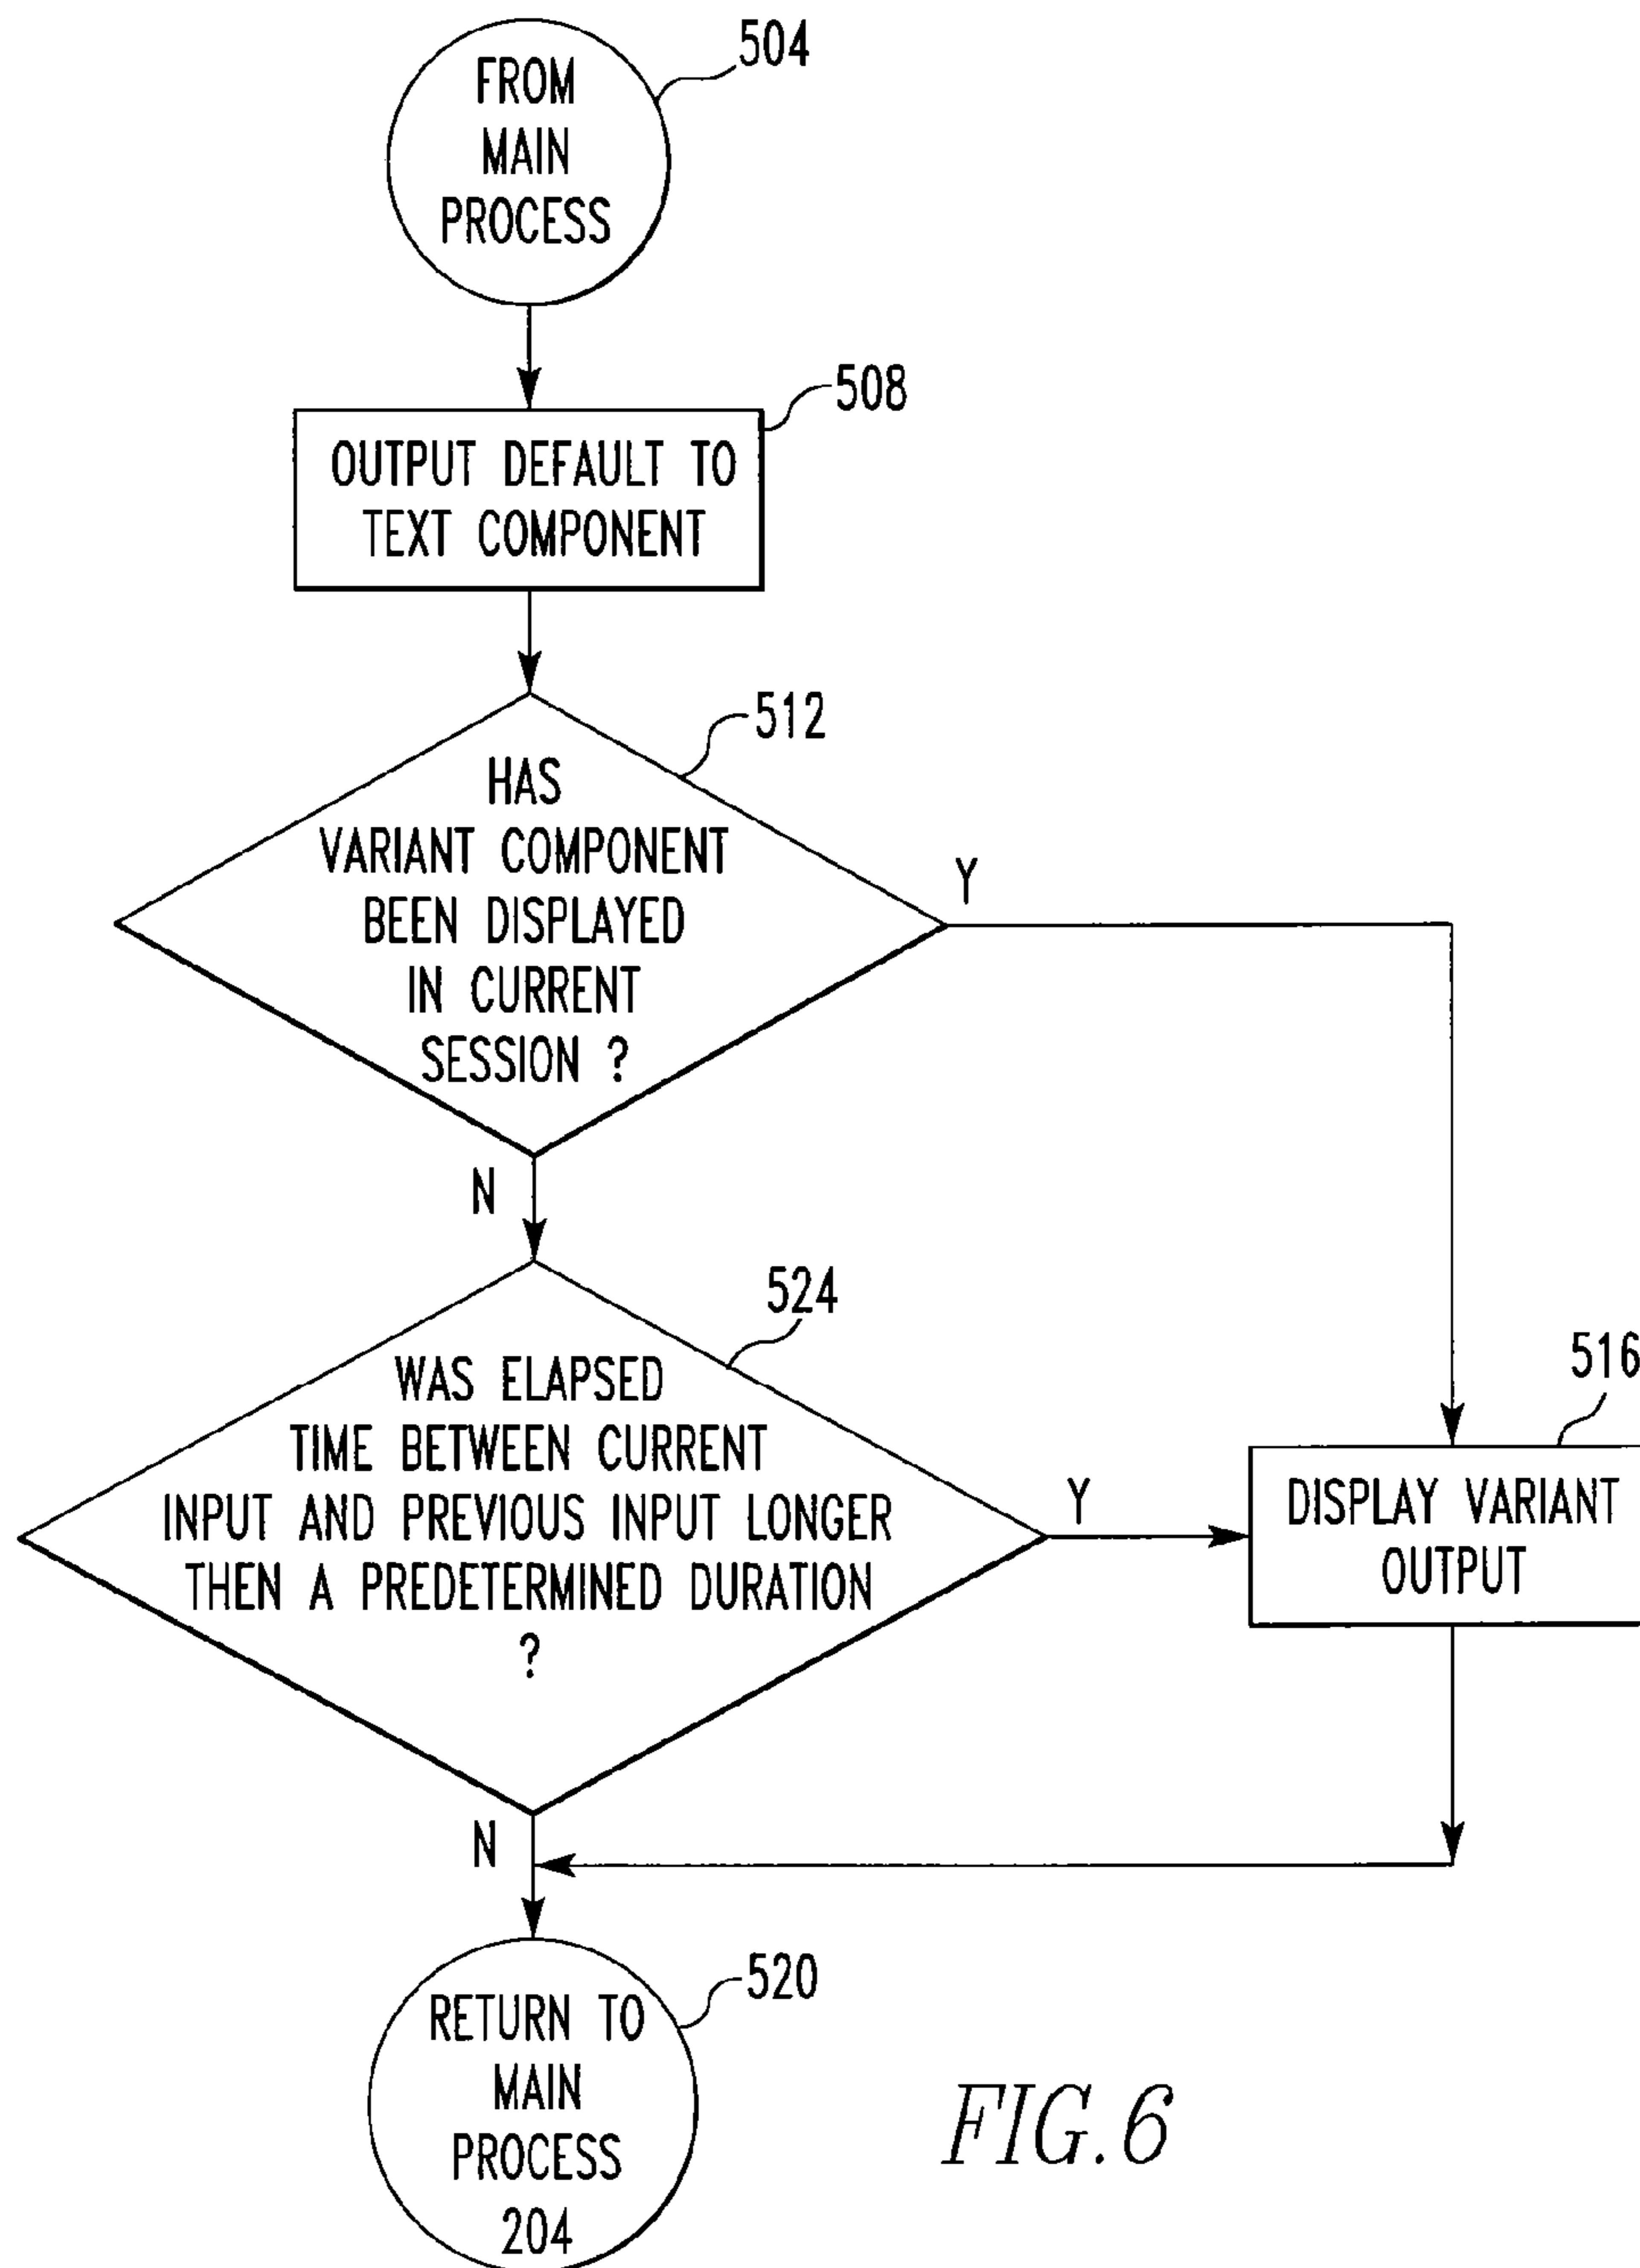 504
FROM
MAIN
PROCESS
508
OUTPUT DEFAULT TO
TEXT COMPONENT
512
HAS
VARIANT COMPONENT
BEEN DISPLAYED
IN CURRENT
SESSION ?
Y
N
524
WAS ELAPSED
TIME BETWEEN CURRENT
INPUT AND PREVIOUS INPUT LONGER
THEN A PREDETERMINED DURATION
?
Y
516
DISPLAY VARIANT
OUTPUT
N
520
RETURN TO
MAIN
PROCESS
204
FIG. 6